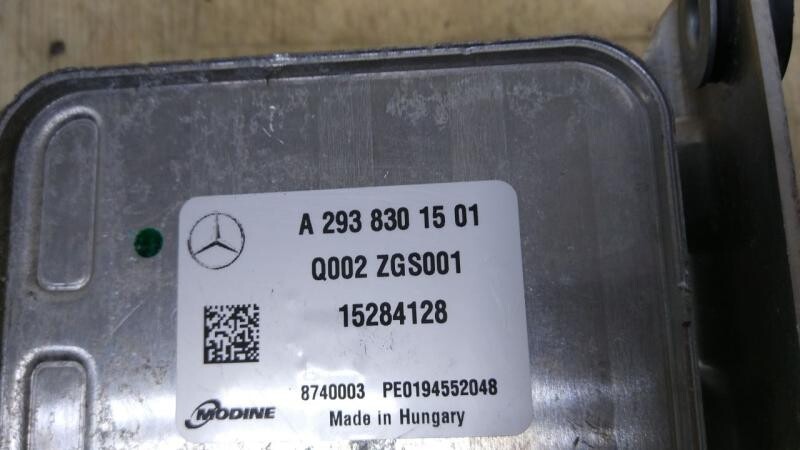 A 293 830 15 01
Q002 ZGS001
15284128
8740003 PE0194552048
MODINE Made in Hungary